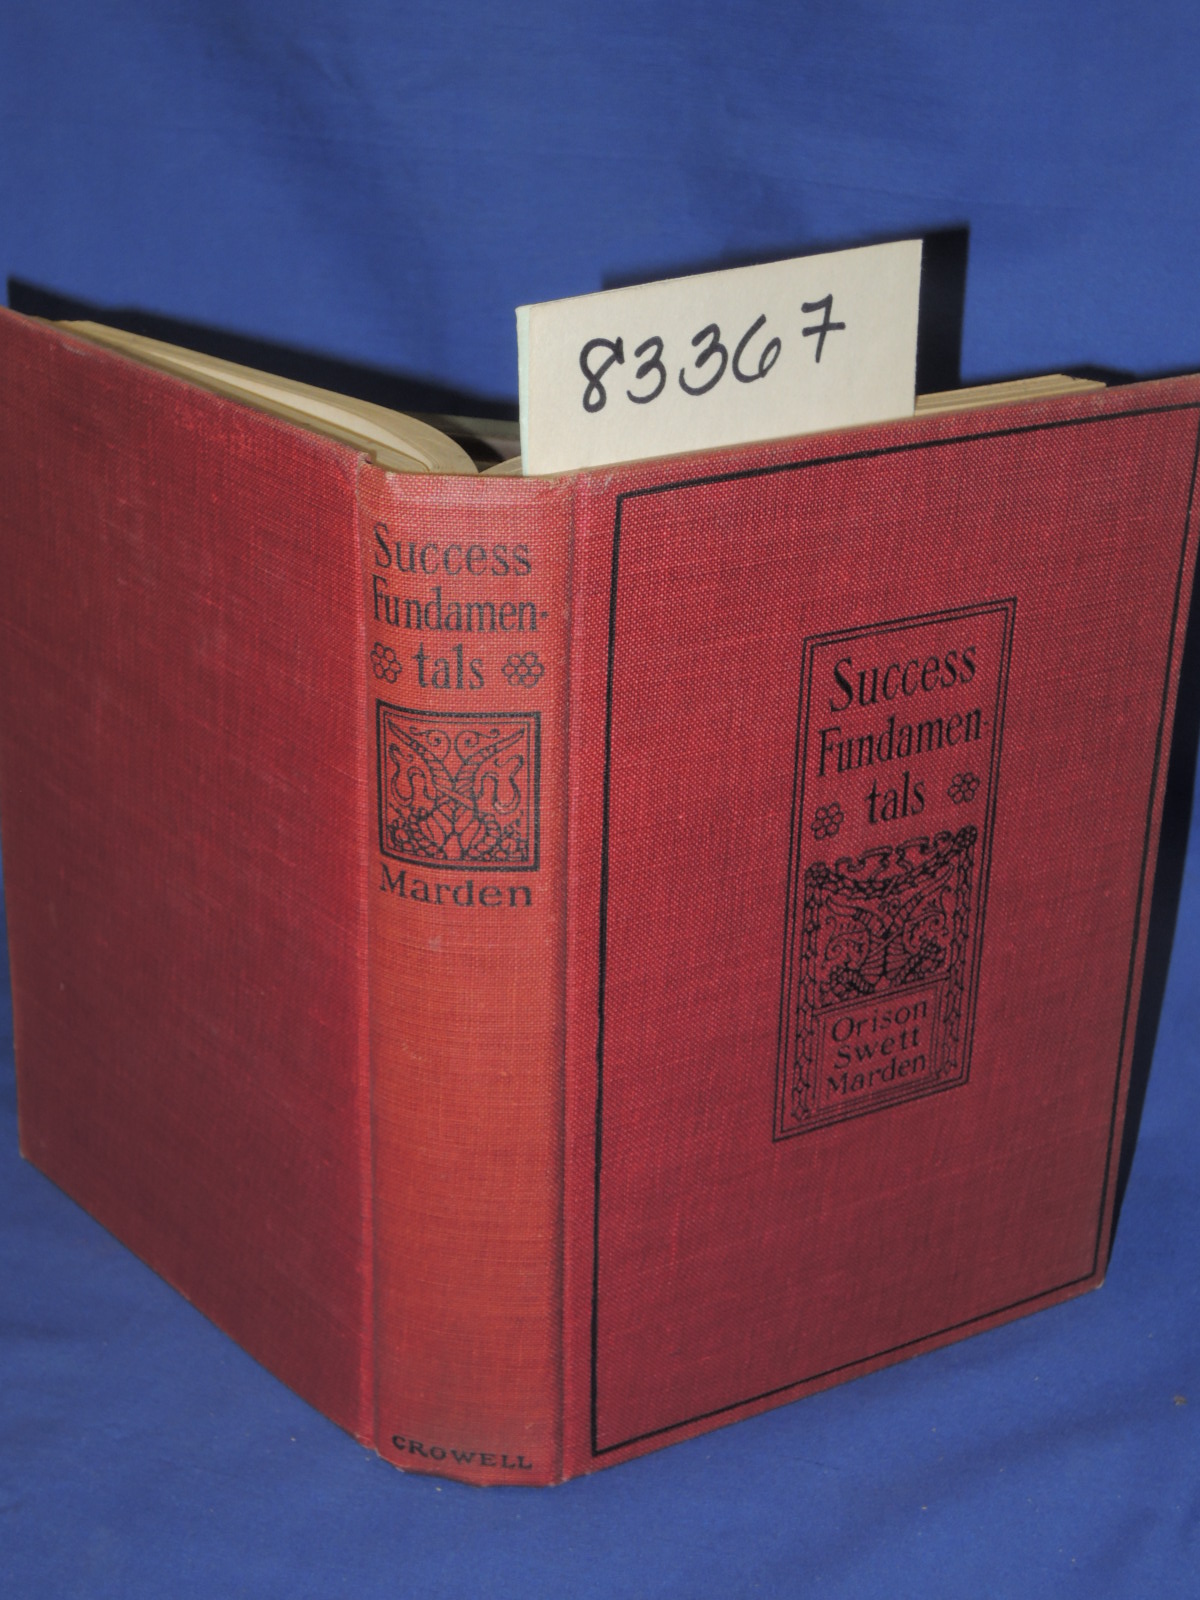 83367
Success
Fundamen-
tals
Marden
CROWELL
Success
Fundamen-
tals
Orison
Swett
Marden